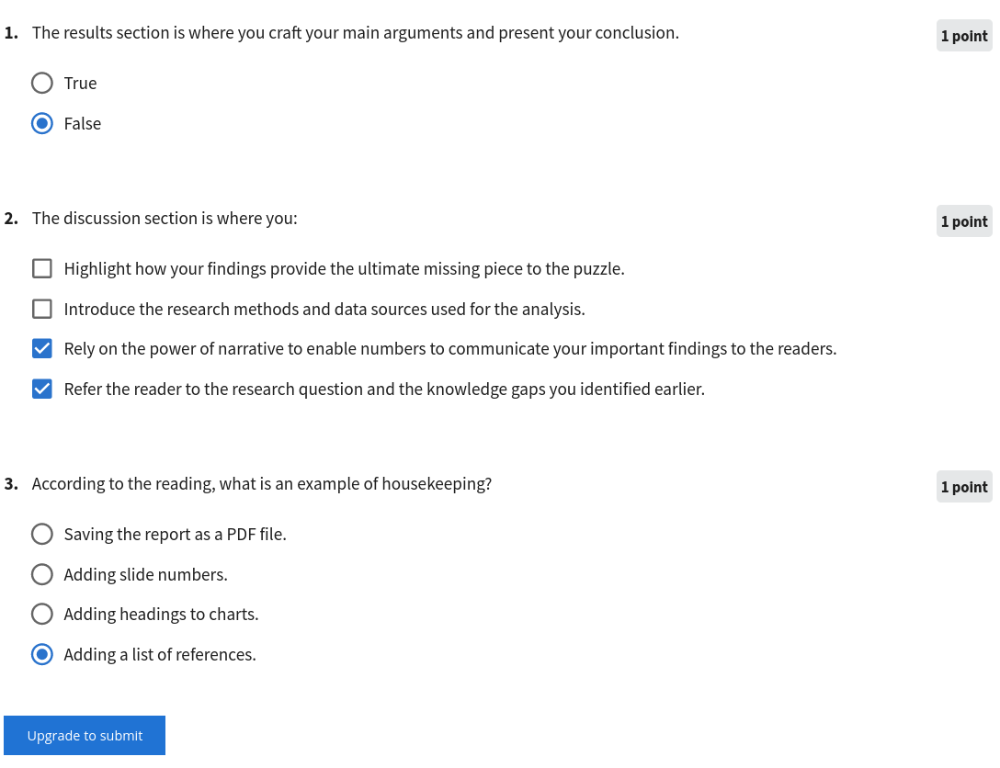 1. The results section is where you craft your main arguments and present your conclusion. 1 point
True
False
2. The discussion section is where you: 1 point
Highlight how your findings provide the ultimate missing piece to the puzzle.
Introduce the research methods and data sources used for the analysis.
Rely on the power of narrative to enable numbers to communicate your important findings to the readers.
Refer the reader to the research question and the knowledge gaps you identified earlier.
3. According to the reading, what is an example of housekeeping? 1 point
Saving the report as a PDF file.
Adding slide numbers.
Adding headings to charts.
Adding a list of references.
Upgrade to submit